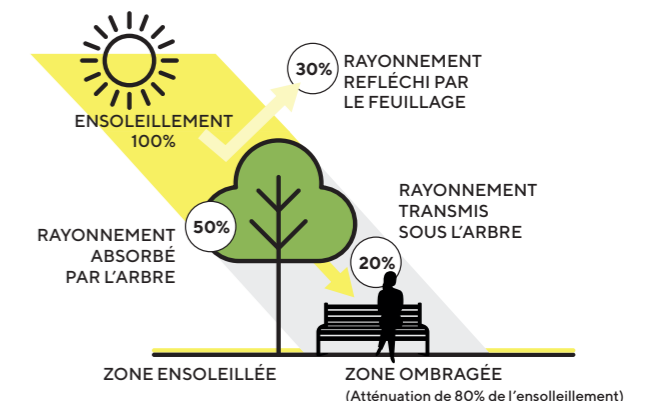 ENSOLEILLEMENT
100%
30%
RAYONNEMENT
REFLÉCHI PAR
LE FEUILLAGE
50%
RAYONNEMENT
ABSORBÉ
PAR L'ARBRE
RAYONNEMENT
TRANSMIS
SOUS L'ARBRE
20%
ZONE ENSOLEILLÉE
ZONE OMBRAGÉE
(Atténuation de 80% de l'ensolleillement)